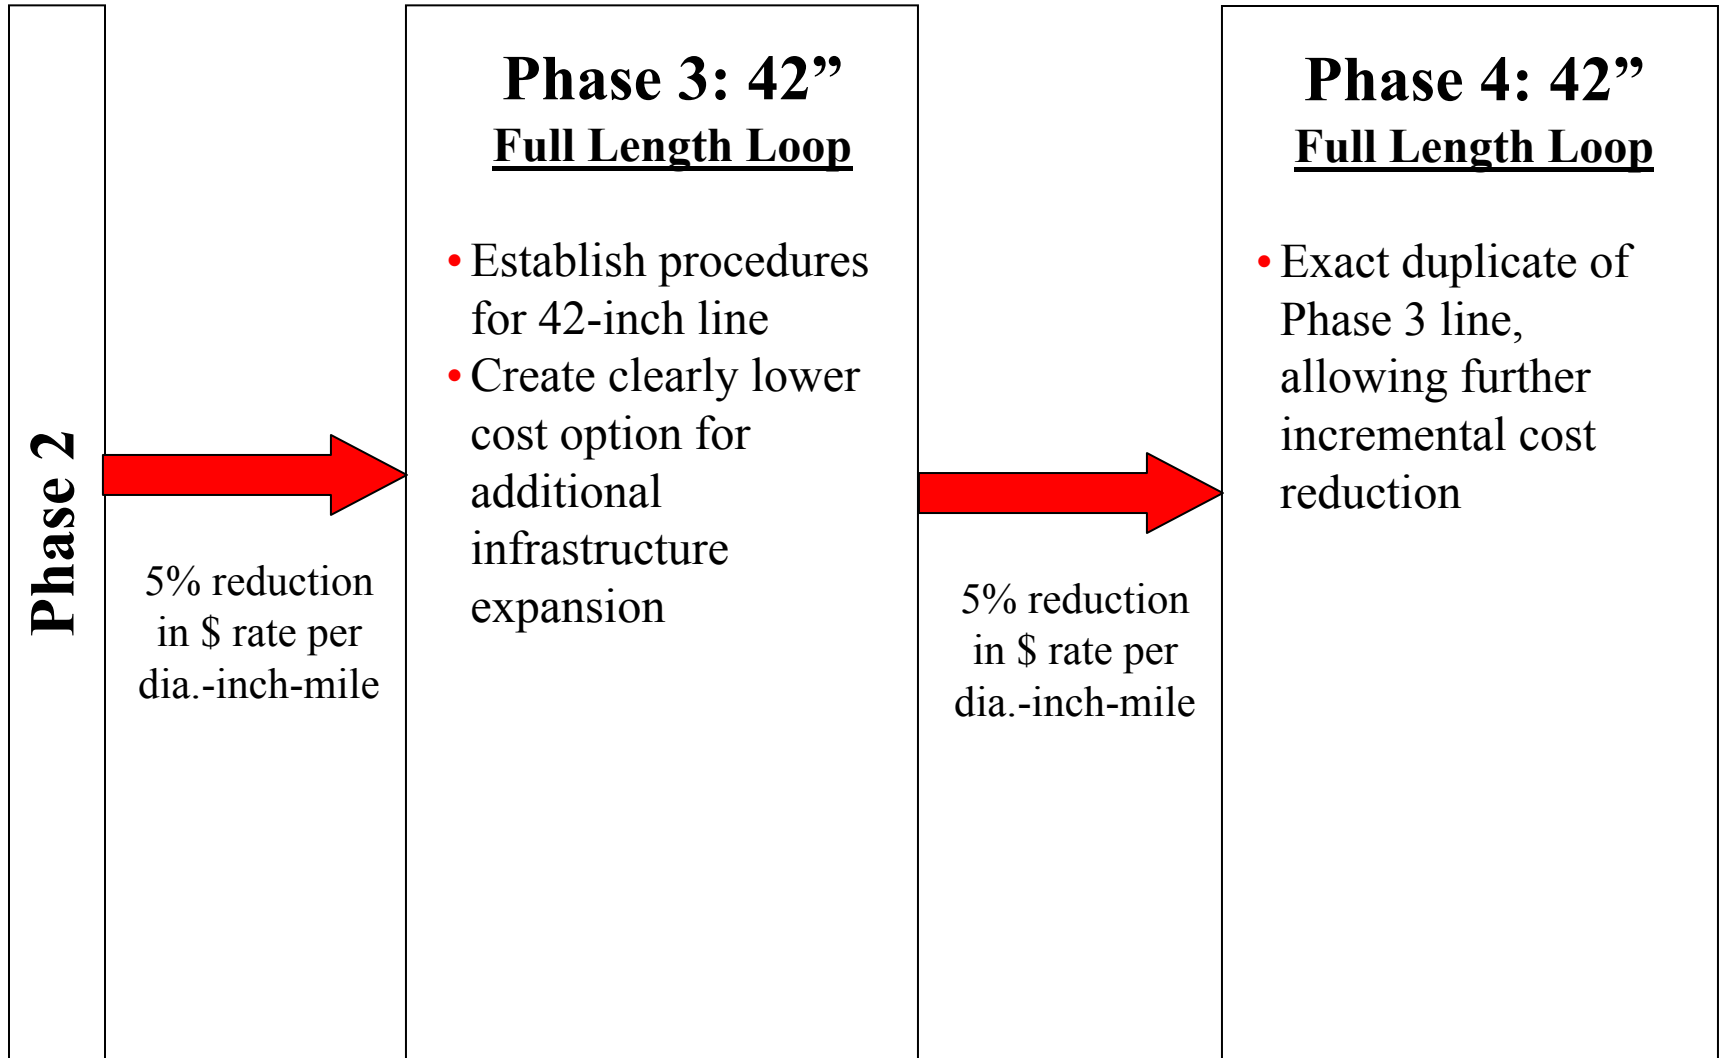 Phase 2
5% reduction
in $ rate per
dia.-inch-mile
Phase 3: 42”
Full Length Loop
• Establish procedures
for 42-inch line
• Create clearly lower
cost option for
additional
infrastructure
expansion
5% reduction
in $ rate per
dia.-inch-mile
Phase 4: 42”
Full Length Loop
• Exact duplicate of
Phase 3 line,
allowing further
incremental cost
reduction